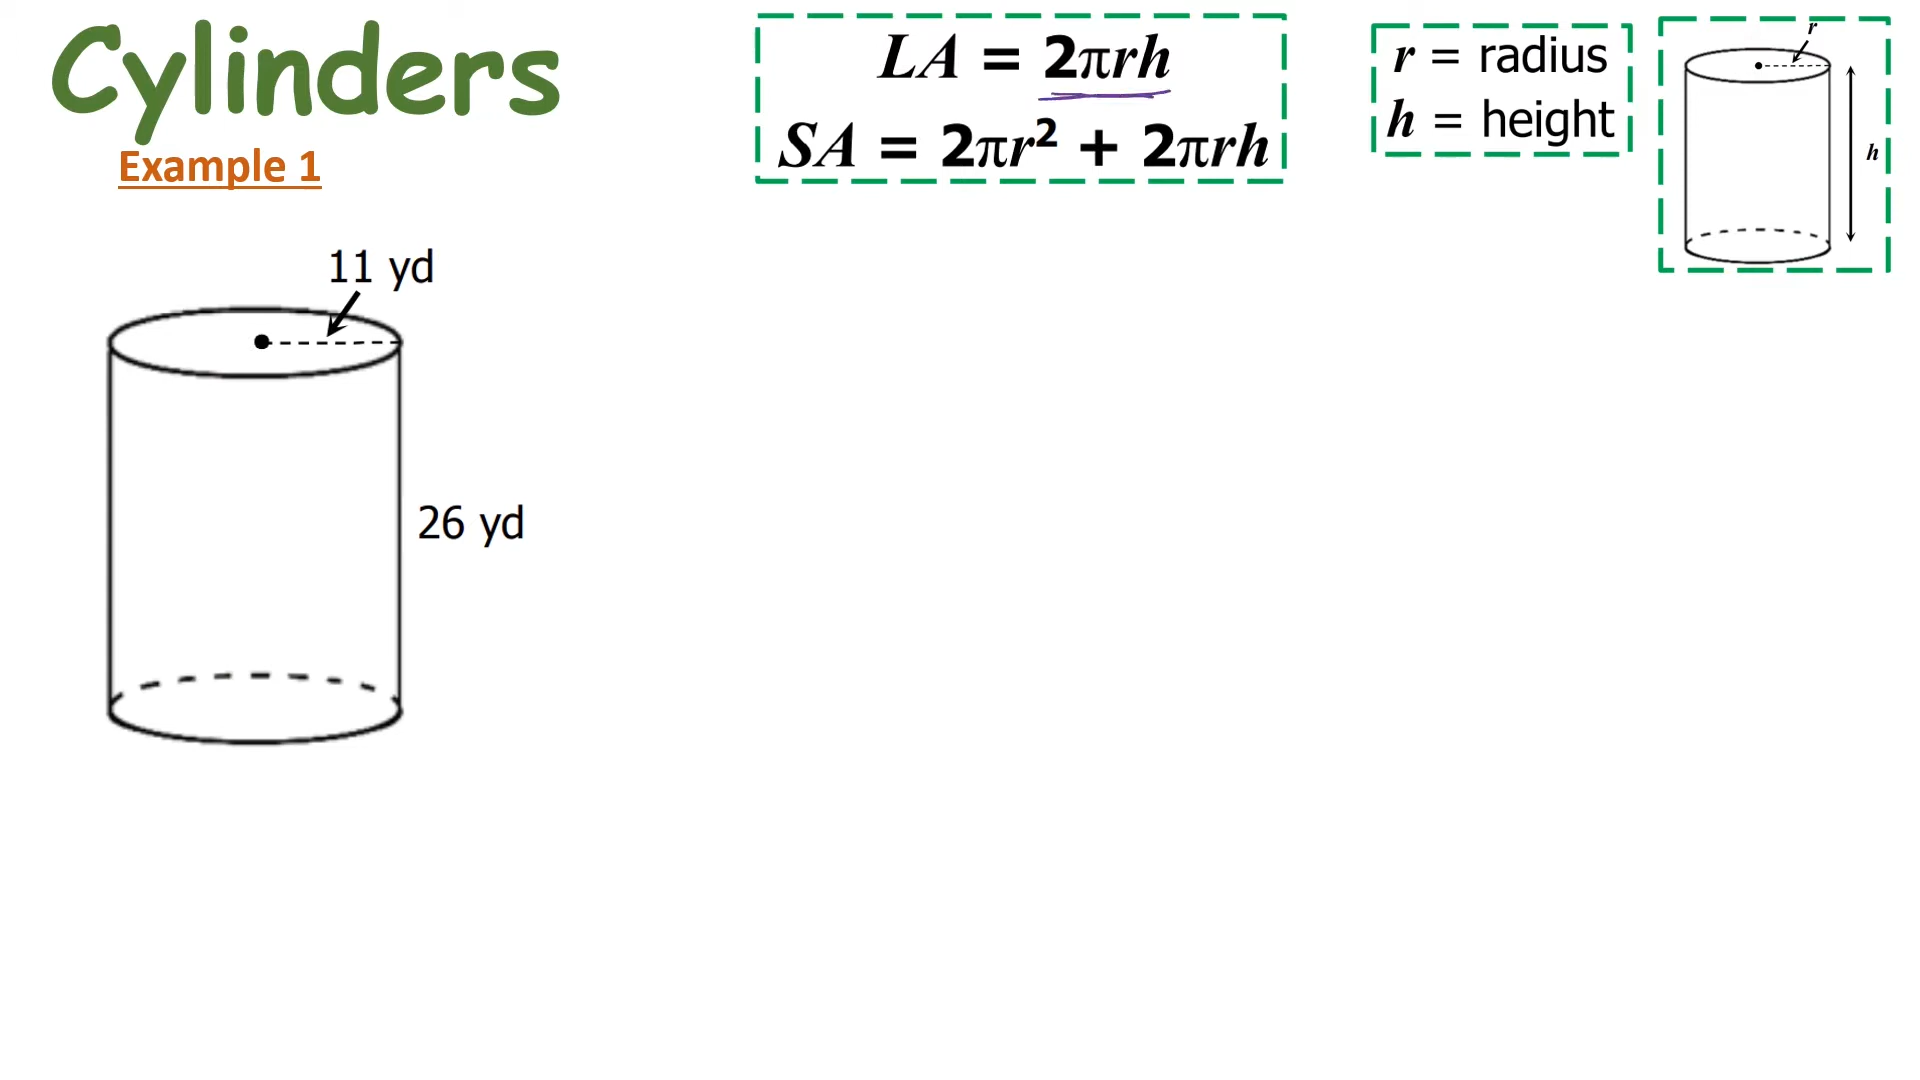 Cylinders
Example 1
LA = 2πrh
SA = 2πr² + 2πrh
r = radius
h = height
r
h
11 yd
26 yd